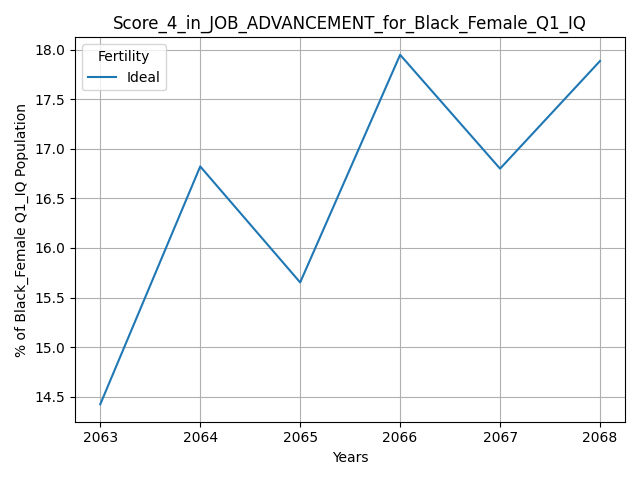 Score_4_in_JOB_ADVANCEMENT_for_Black_Female_Q1_IQ
Fertility
Ideal
% of Black_Female Q1_IQ Population
18.0
17.5
17.0
16.5
16.0
15.5
15.0
14.5
2063 2064 2065 2066 2067 2068
Years